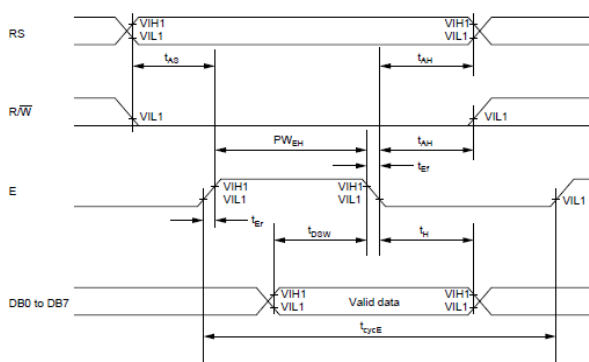 RS VIH1 VIL1 VIH1 VIL1
tAS tAH
R/W̅ VIL1 VIL1
PWEH tAH
tEf
E VIH1 VIL1 VIH1 VIL1 VIL1
tEr tDSW tH
DB0 to DB7 VIH1 VIL1 Valid data VIH1 VIL1
tcycE